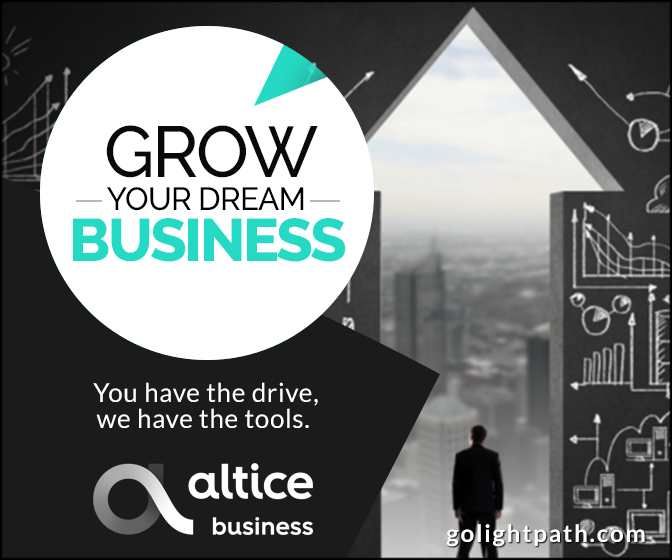 GROW
YOUR DREAM
BUSINESS
You have the drive,
we have the tools.
altice
business
golightpath.com